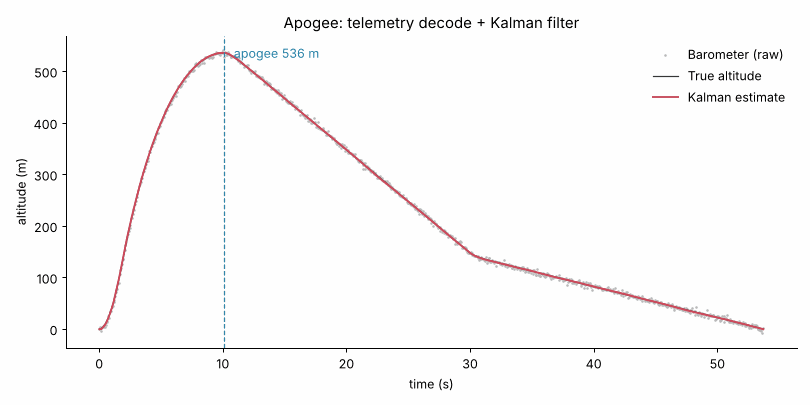 Apogee: telemetry decode + Kalman filter
apogee 536 m
Barometer (raw)
True altitude
Kalman estimate
altitude (m)
500
400
300
200
100
0
0 10 20 30 40 50
time (s)